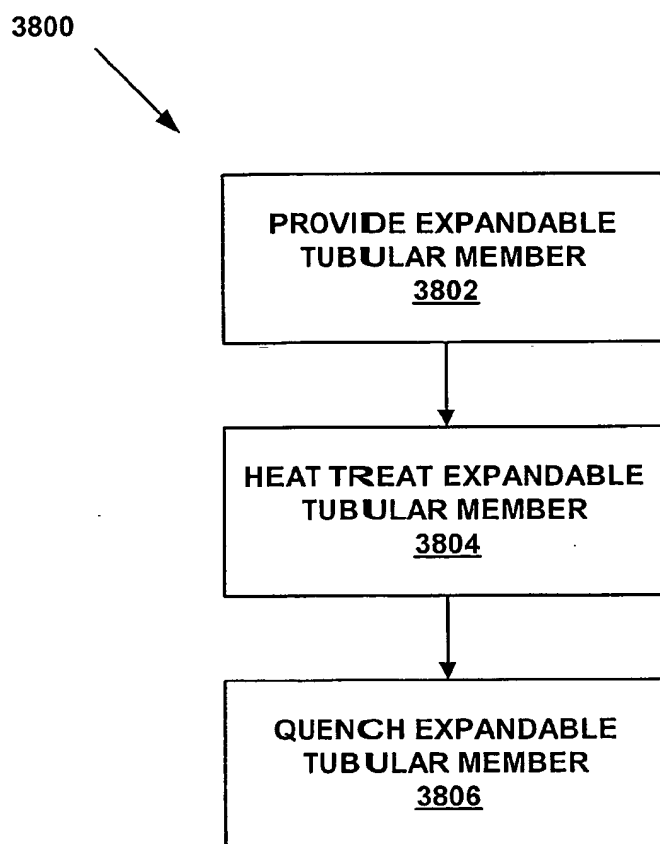 3800
PROVIDE EXPANDABLE
TUBULAR MEMBER
3802
HEAT TREAT EXPANDABLE
TUBULAR MEMBER
3804
QUENCH EXPANDABLE
TUBULAR MEMBER
3806